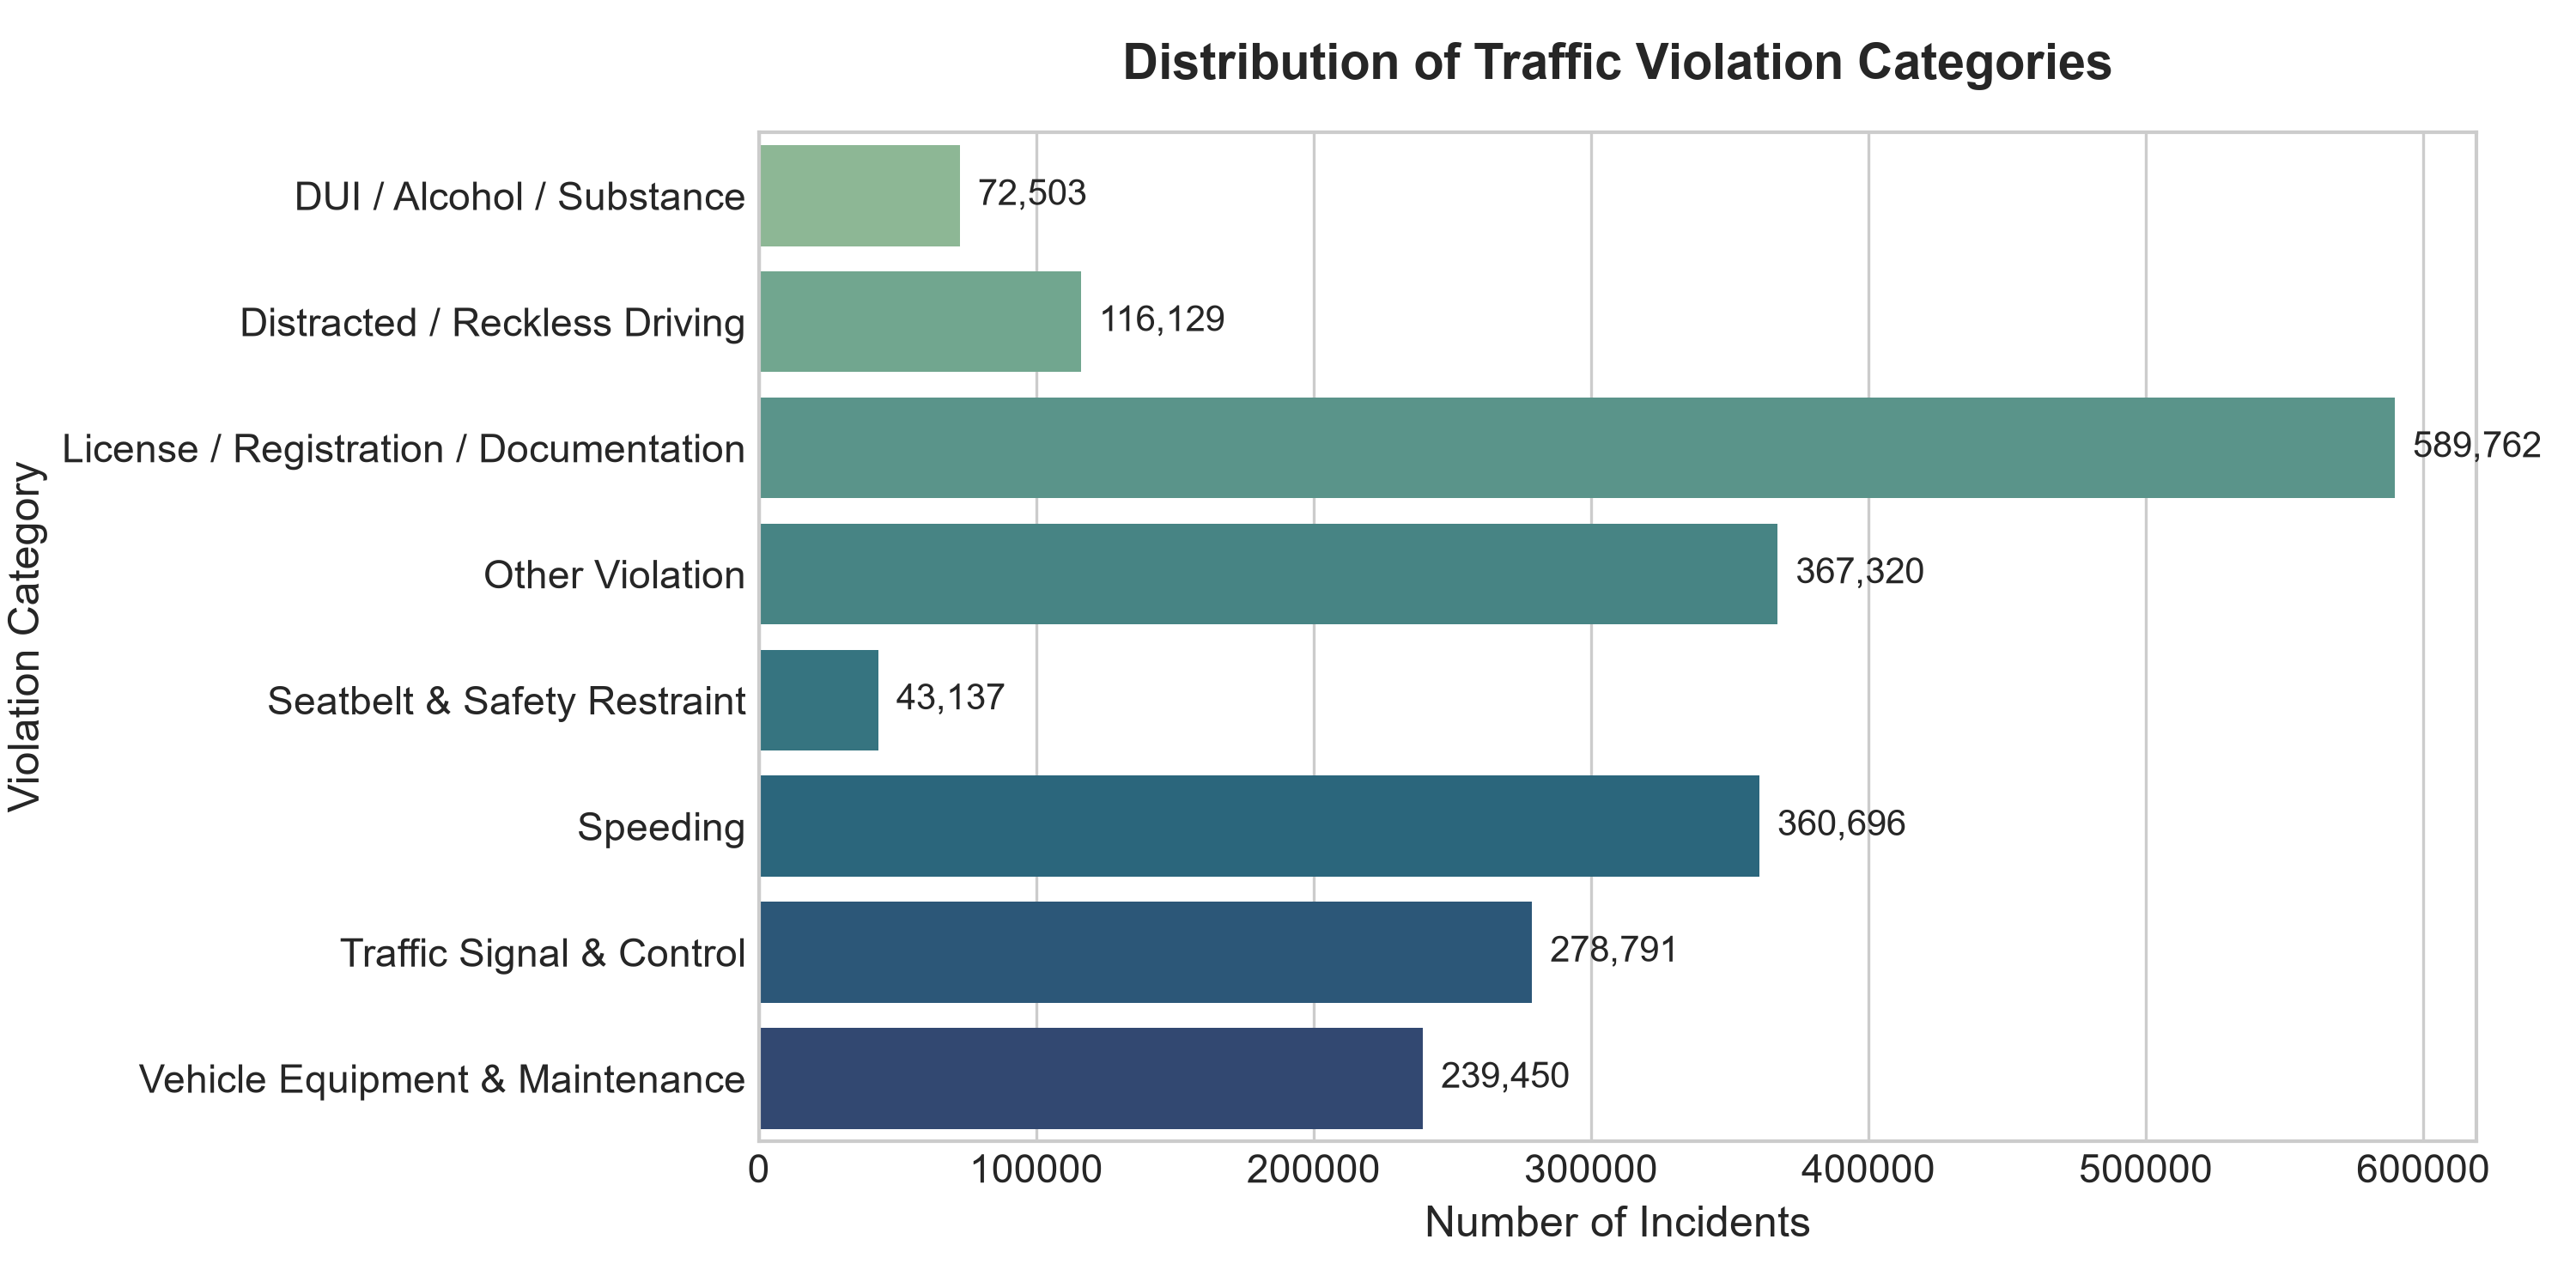 Distribution of Traffic Violation Categories
Violation Category
DUI / Alcohol / Substance
72,503
Distracted / Reckless Driving
116,129
License / Registration / Documentation
589,762
Other Violation
367,320
Seatbelt & Safety Restraint
43,137
Speeding
360,696
Traffic Signal & Control
278,791
Vehicle Equipment & Maintenance
239,450
0 100000 200000 300000 400000 500000 600000
Number of Incidents